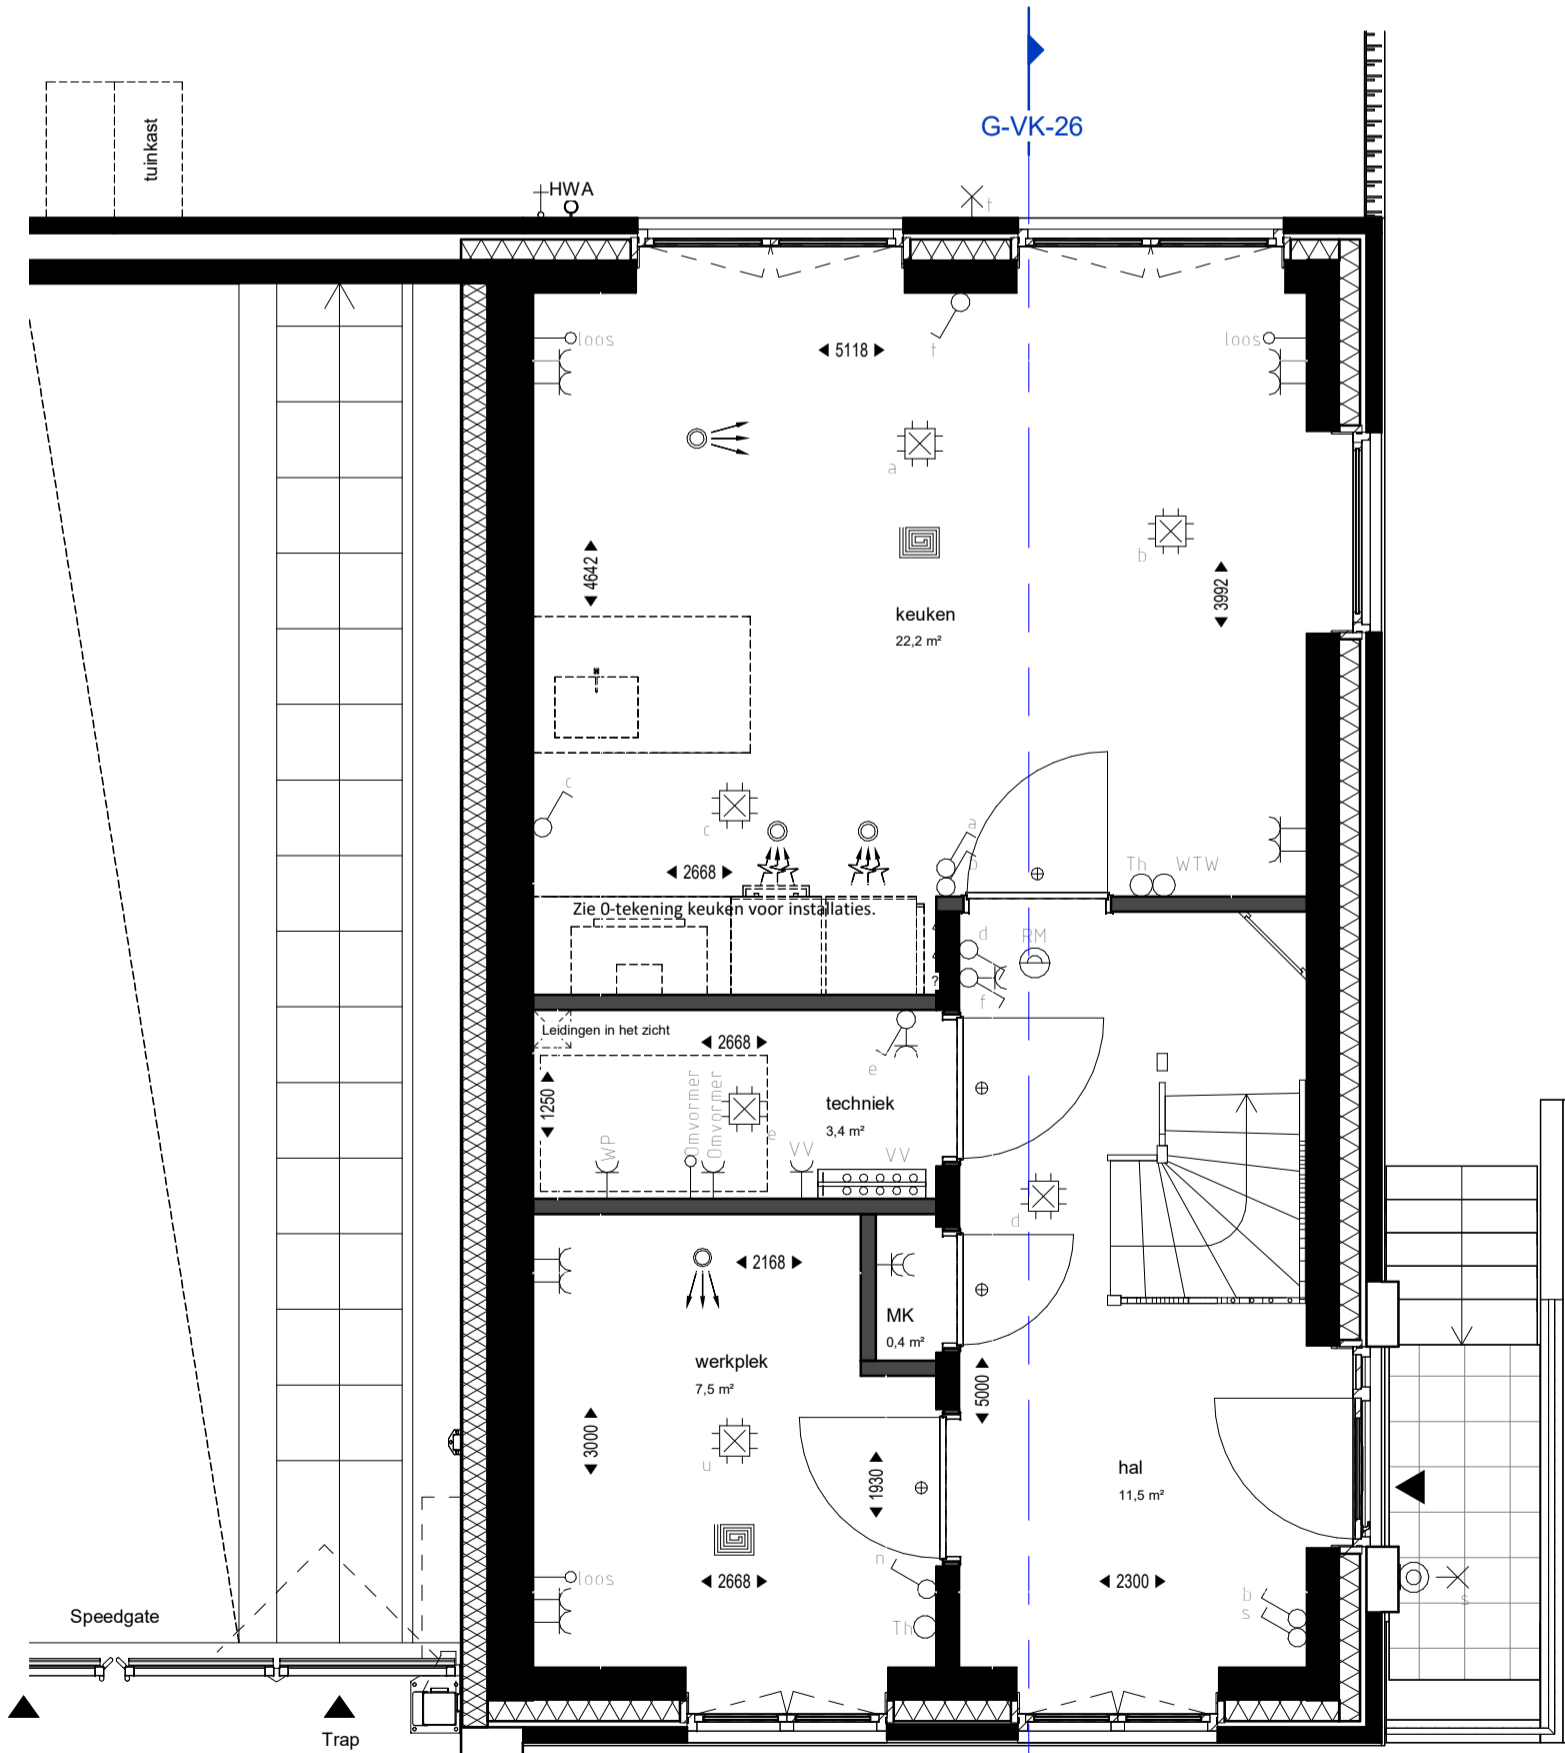 G-VK-26
tuinkast
HWA
t
loos
loos
5118
t
a
b
4642
3992
keuken
22,2 m²
c
c
a
b
2668
Th
WTW
Zie 0-tekening keuken voor installaties.
d
RM
f
?
Leidingen in het zicht
2668
e
1250
Omvormer
Omvormer
techniek
3,4 m²
e
WP
VV
VV
d
2168
MK
0,4 m²
werkplek
7,5 m²
5000
3000
u
1930
hal
11,5 m²
n
loos
2668
2300
b
s
s
Th
Speedgate
Trap